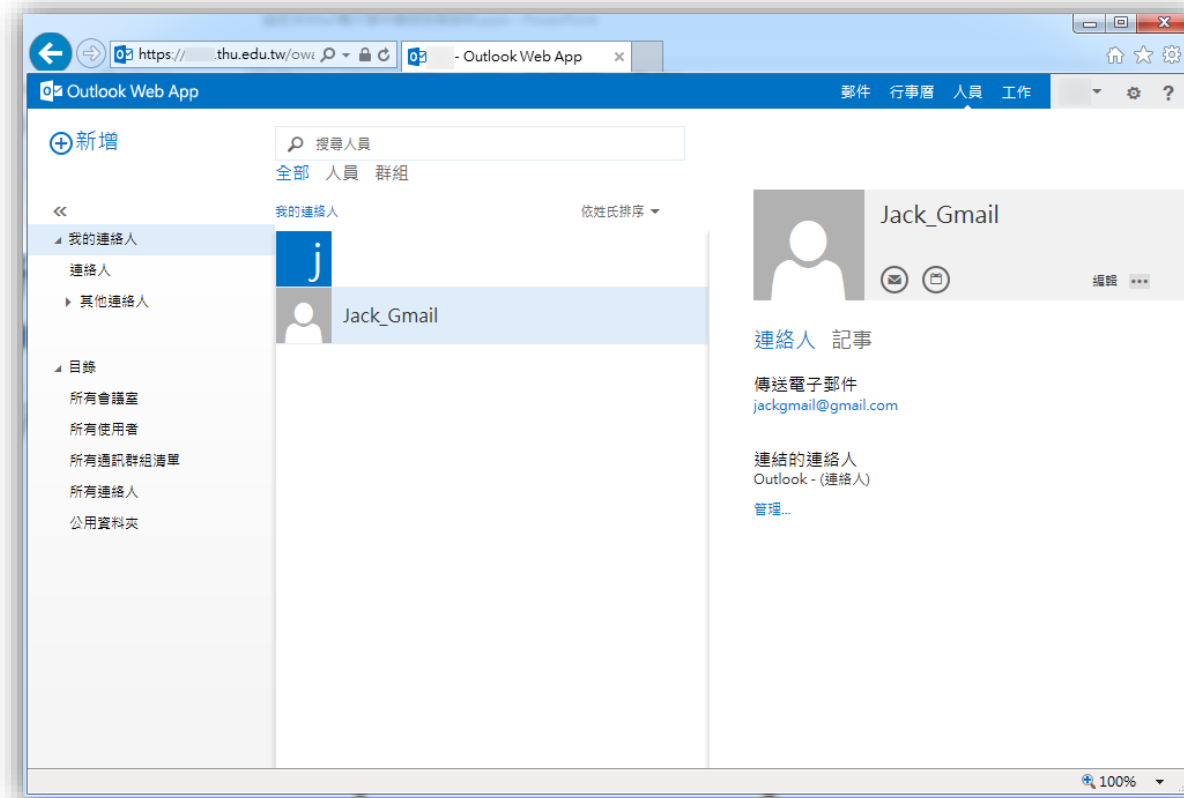 https:// .thu.edu.tw/owa
- Outlook Web App
Outlook Web App
郵件 行事曆 人員 工作
新增
搜尋人員
全部 人員 群組
我的連絡人 依姓氏排序
我的連絡人
連絡人
其他連絡人
目錄
所有會議室
所有使用者
所有通訊群組清單
所有連絡人
公用資料夾
j
Jack_Gmail
Jack_Gmail
編輯
連絡人 記事
傳送電子郵件
jackgmail@gmail.com
連結的連絡人
Outlook - (連絡人)
管理...
100%